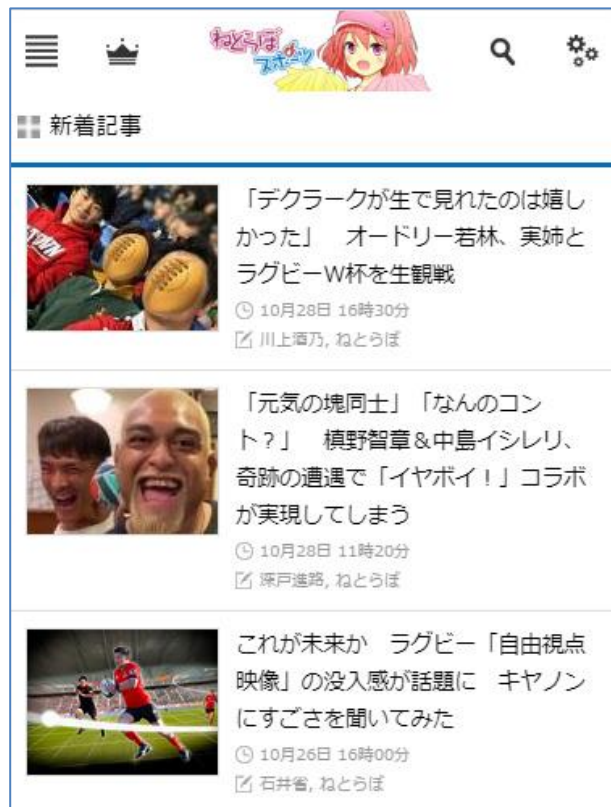 ねとらぼ
スポーツ
新着記事
「デクラークが生で見れたのは嬉し
かった」　オードリー若林、実姉と
ラグビーW杯を生観戦
10月28日 16時30分
川上酒乃, ねとらぼ
「元気の塊同士」「なんのコン
ト？」　槙野智章＆中島イシレリ、
奇跡の遭遇で「イヤボイ！」コラボ
が実現してしまう
10月28日 11時20分
深戸進路, ねとらぼ
これが未来か　ラグビー「自由視点
映像」の没入感が話題に　キヤノン
にすごさを聞いてみた
10月26日 16時00分
石井省, ねとらぼ